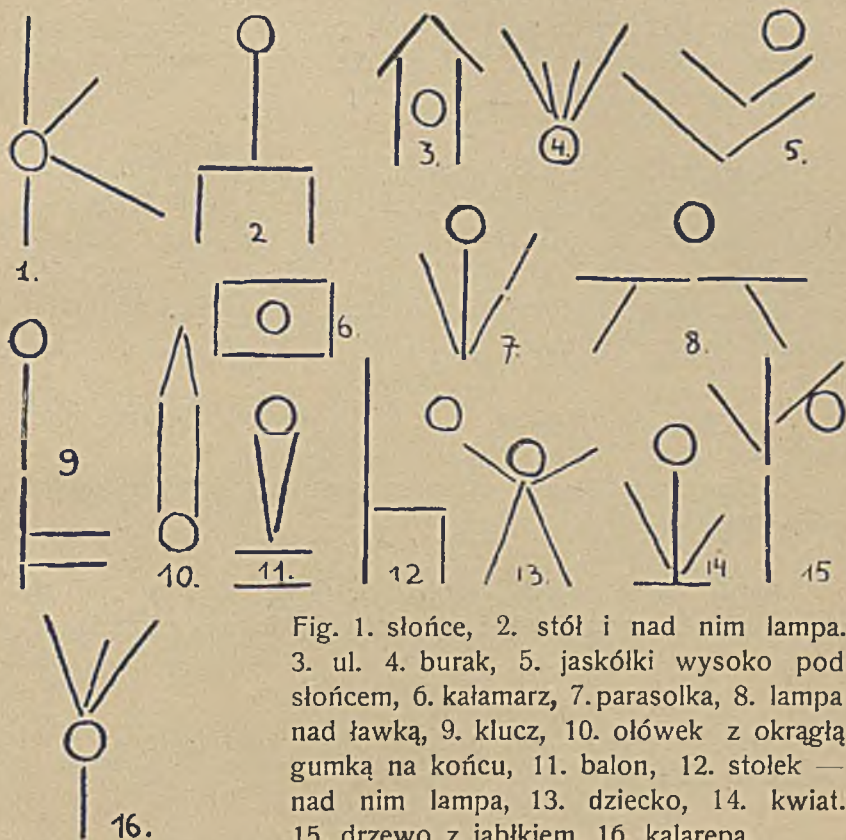 1.
2
3.
4.
5.
6.
7.
8.
9
10.
11.
12
13.
14
15
16.
Fig. 1. słońce, 2. stół i nad nim lampa.
3. ul. 4. burak, 5. jaskółki wysoko pod
słońcem, 6. kałamarz, 7. parasolka, 8. lampa
nad ławką, 9. klucz, 10. ołówek z okrągłą
gumką na końcu, 11. balon, 12. stołek —
nad nim lampa, 13. dziecko, 14. kwiat.
15. drzewo z jabłkiem, 16. kalarepa